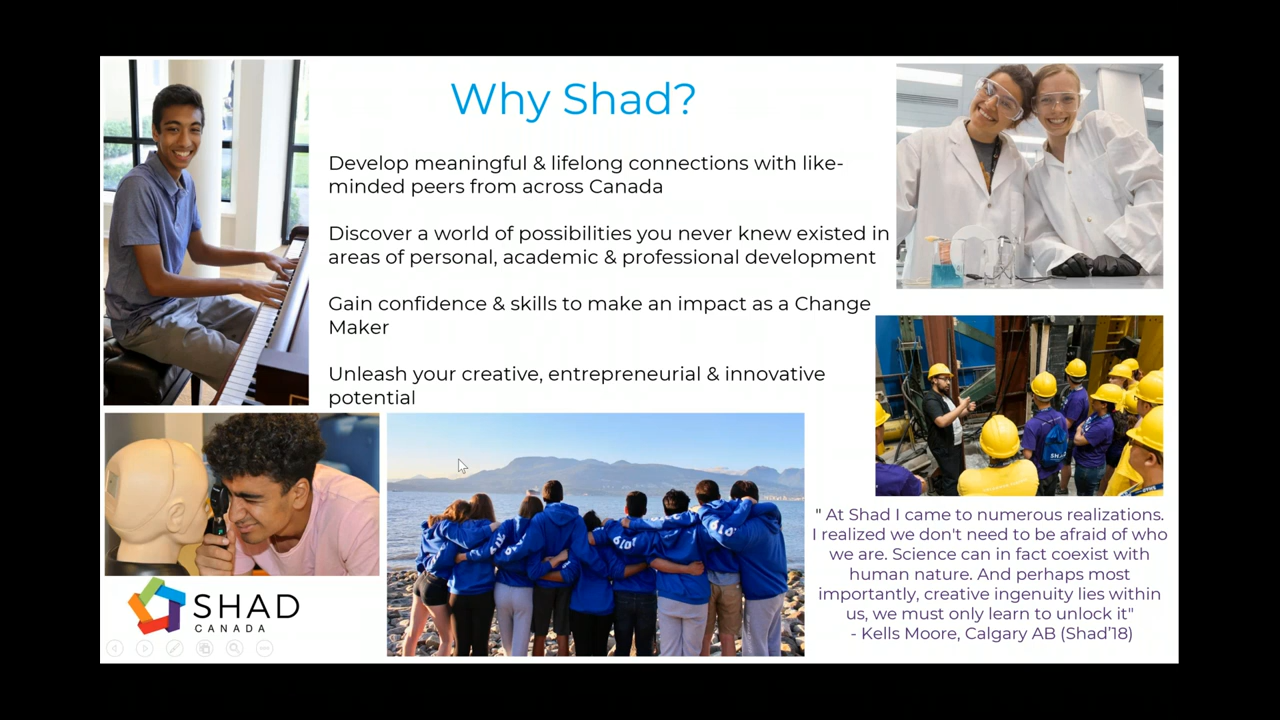 Why Shad?
Develop meaningful & lifelong connections with like-
minded peers from across Canada
Discover a world of possibilities you never knew existed in
areas of personal, academic & professional development
Gain confidence & skills to make an impact as a Change
Maker
Unleash your creative, entrepreneurial & innovative
potential
" At Shad I came to numerous realizations.
I realized we don't need to be afraid of who
we are. Science can in fact coexist with
human nature. And perhaps most
importantly, creative ingenuity lies within
us, we must only learn to unlock it"
- Kells Moore, Calgary AB (Shad'18)
SHAD
CANADA